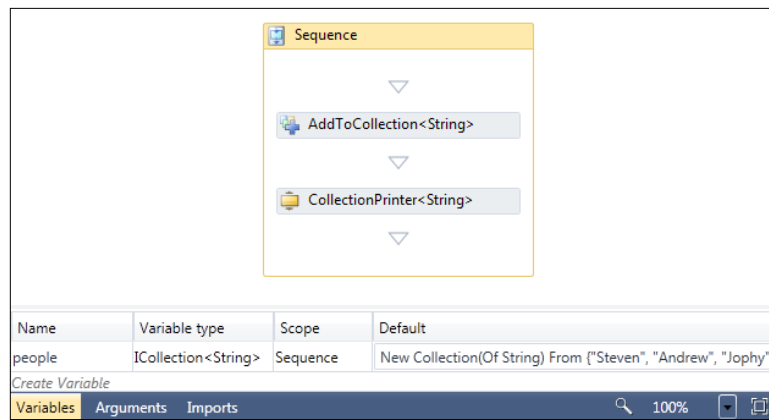 Sequence
AddToCollection<String>
CollectionPrinter<String>
Name Variable type Scope Default
people ICollection<String> Sequence New Collection(Of String) From {"Steven", "Andrew", "Jophy"
Create Variable
Variables Arguments Imports 100%